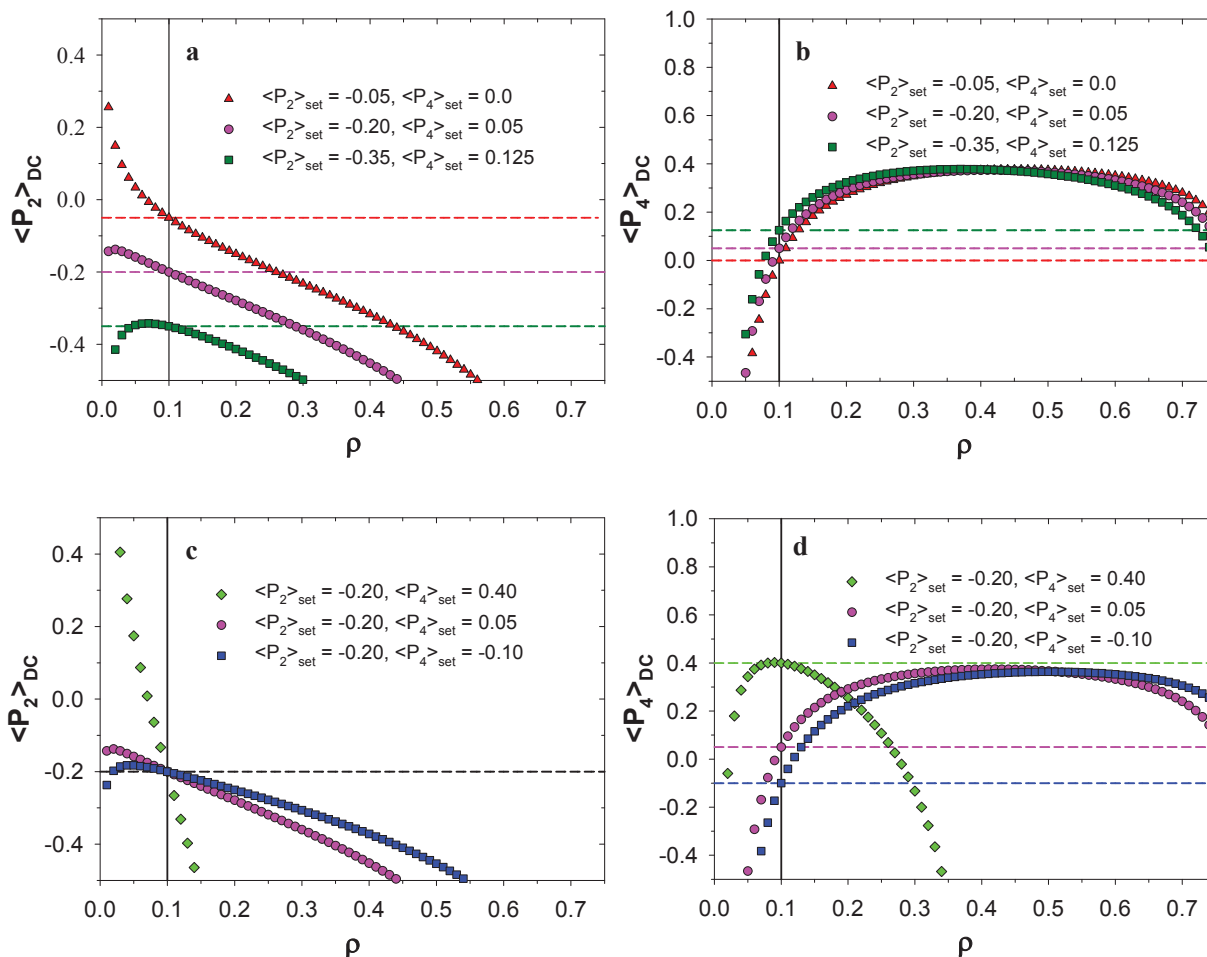 a
<P2>set = -0.05, <P4>set = 0.0
<P2>set = -0.20, <P4>set = 0.05
<P2>set = -0.35, <P4>set = 0.125
<P2>DC
0.4
0.2
0.0
-0.2
-0.4
0.0 0.1 0.2 0.3 0.4 0.5 0.6 0.7
ρ
b
<P2>set = -0.05, <P4>set = 0.0
<P2>set = -0.20, <P4>set = 0.05
<P2>set = -0.35, <P4>set = 0.125
<P4>DC
1.0
0.8
0.6
0.4
0.2
0.0
-0.2
-0.4
0.0 0.1 0.2 0.3 0.4 0.5 0.6 0.7
ρ
c
<P2>set = -0.20, <P4>set = 0.40
<P2>set = -0.20, <P4>set = 0.05
<P2>set = -0.20, <P4>set = -0.10
<P2>DC
0.4
0.2
0.0
-0.2
-0.4
0.0 0.1 0.2 0.3 0.4 0.5 0.6 0.7
ρ
d
<P2>set = -0.20, <P4>set = 0.40
<P2>set = -0.20, <P4>set = 0.05
<P2>set = -0.20, <P4>set = -0.10
<P4>DC
1.0
0.8
0.6
0.4
0.2
0.0
-0.2
-0.4
0.0 0.1 0.2 0.3 0.4 0.5 0.6 0.7
ρ